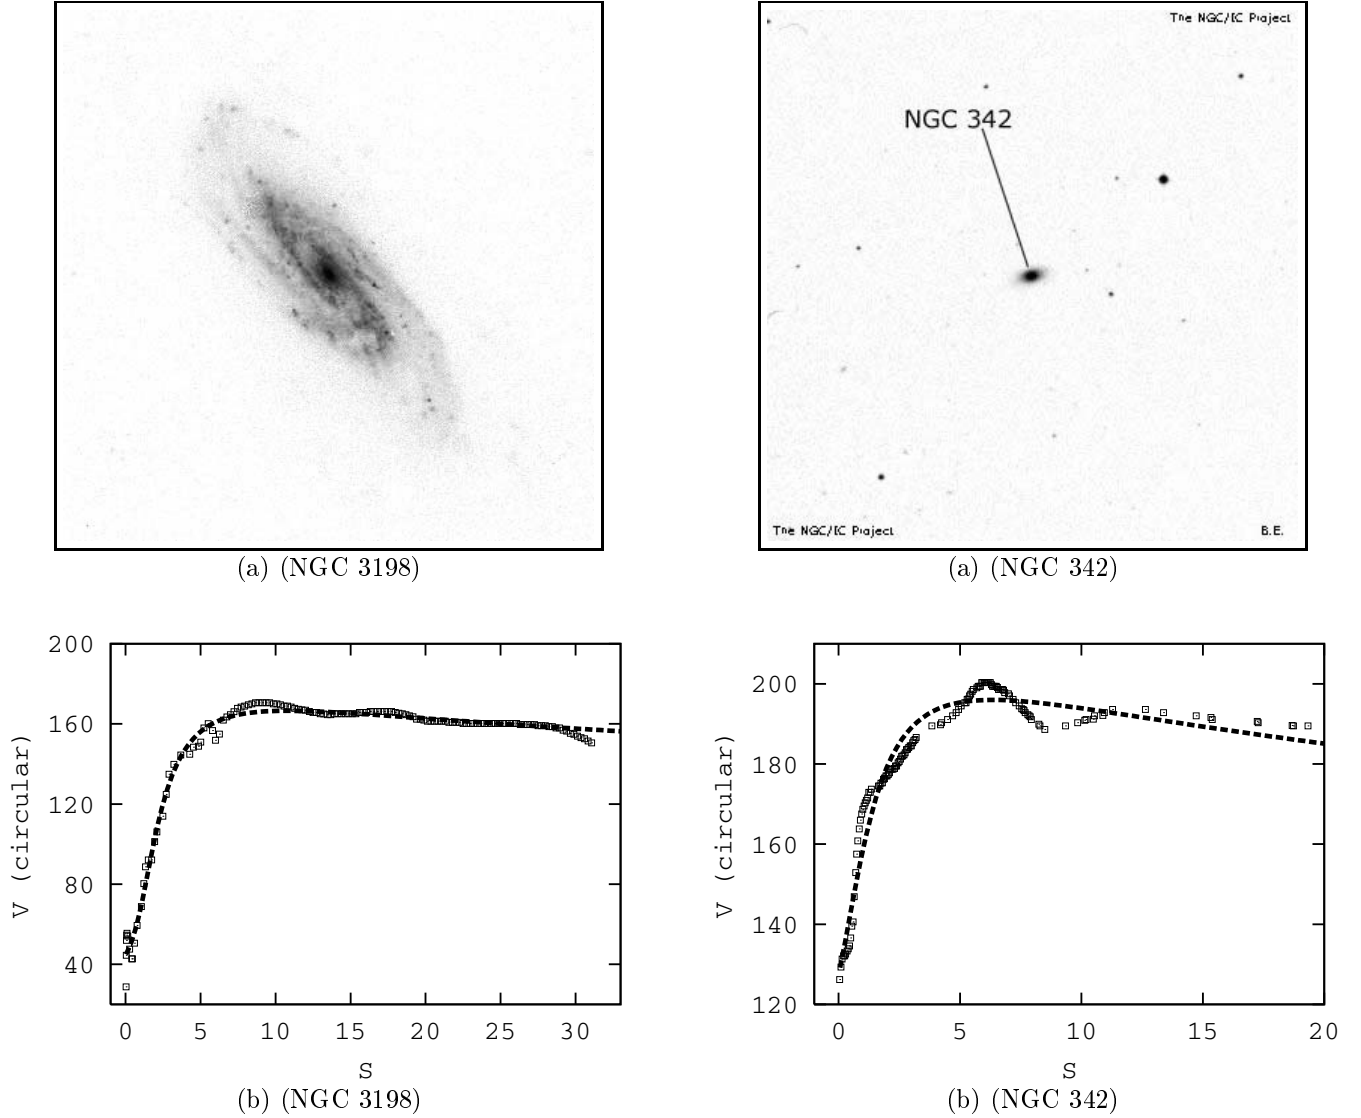 The NGC/IC Project
NGC 342
The NGC/IC Project
B.E.
(a) (NGC 3198)
(a) (NGC 342)
200
160
120
80
40
0 5 10 15 20 25 30
V (circular)
S
(b) (NGC 3198)
200
180
160
140
120
0 5 10 15 20
V (circular)
S
(b) (NGC 342)